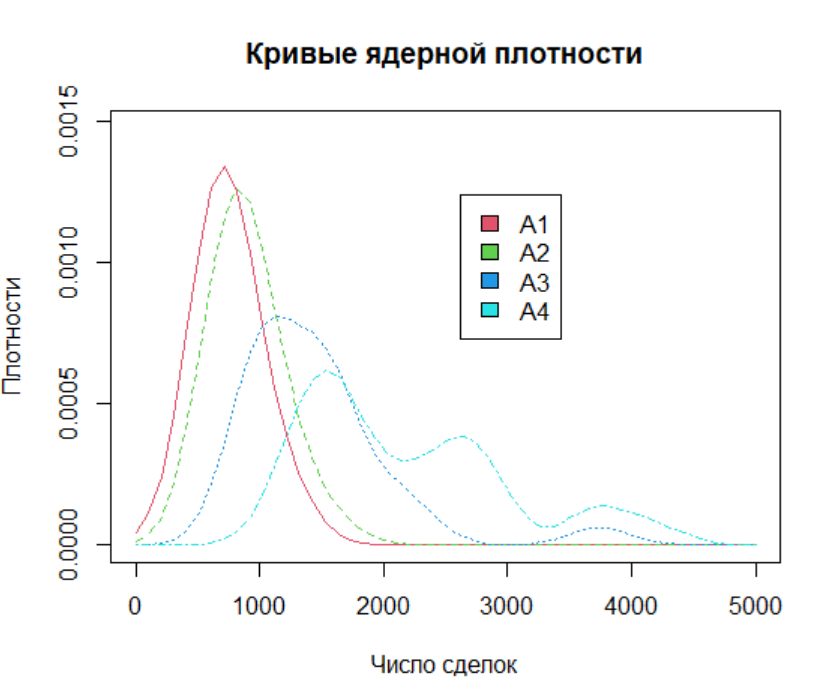 Кривые ядерной плотности
Плотности
0.0015
0.0010
0.0005
0.0000
A1
A2
A3
A4
0 1000 2000 3000 4000 5000
Число сделок